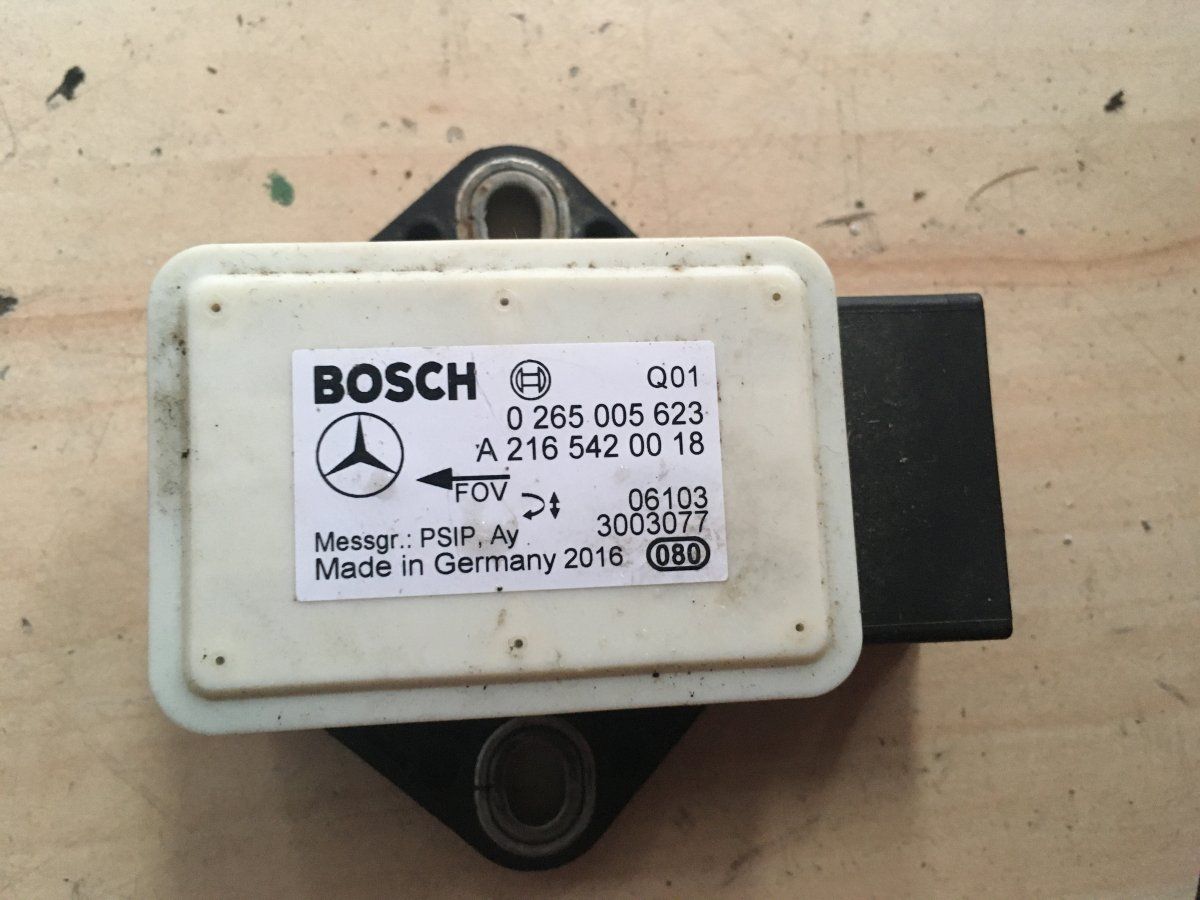 BOSCH Q01
0 265 005 623
A 216 542 00 18
FOV
06103
Messgr.: PSIP, Ay 3003077
Made in Germany 2016 080